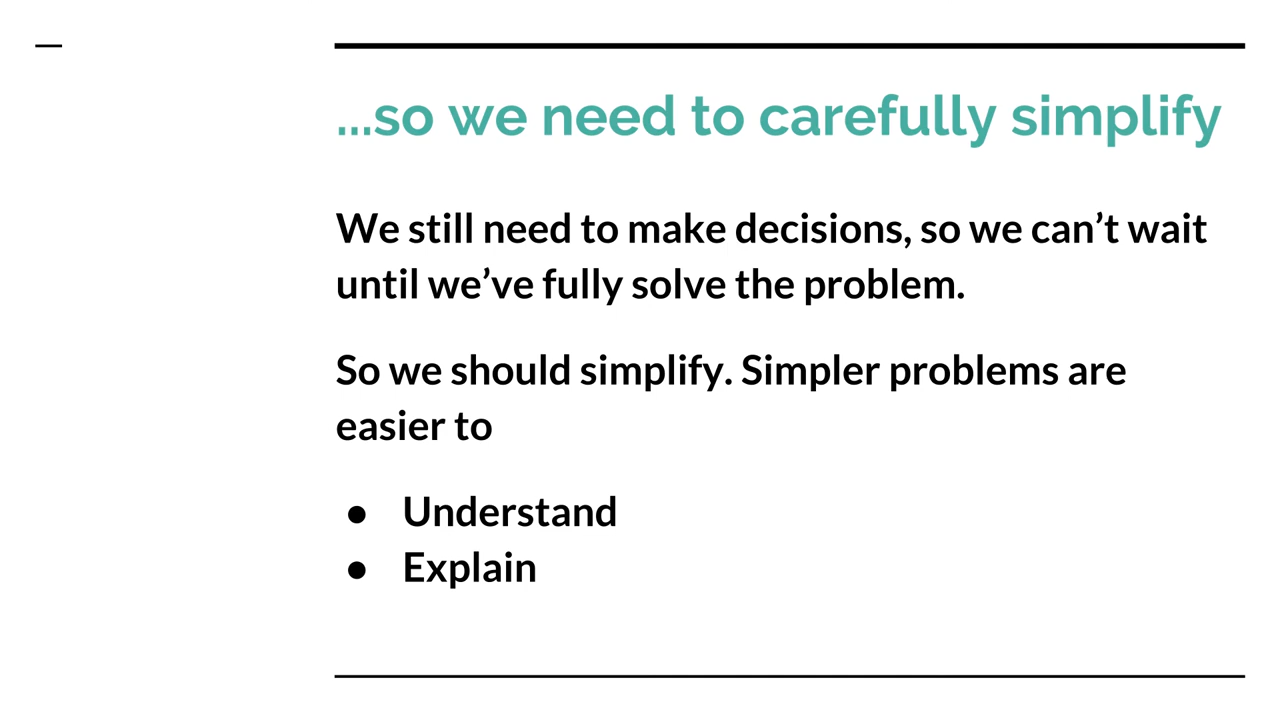 ...so we need to carefully simplify
We still need to make decisions, so we can’t wait
until we’ve fully solve the problem.
So we should simplify. Simpler problems are
easier to
● Understand
● Explain